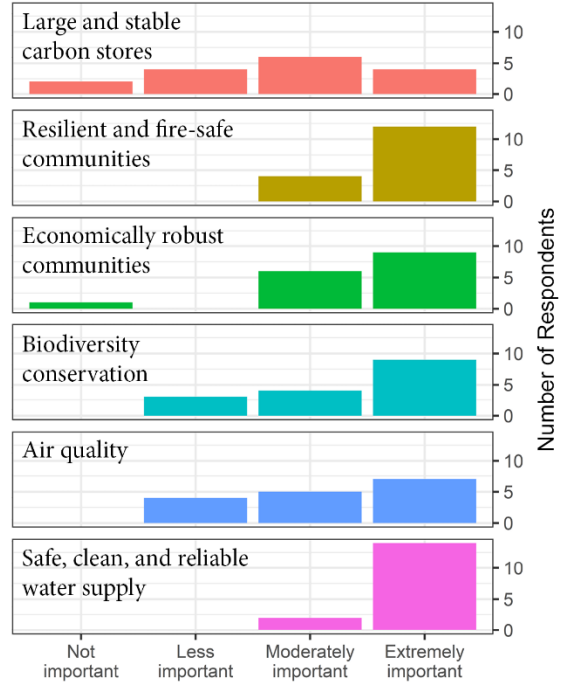 Large and stable
carbon stores
10
5
0
Resilient and fire-safe
communities
10
5
0
Economically robust
communities
10
5
0
Biodiversity
conservation
10
5
0
Air quality
10
5
0
Safe, clean, and reliable
water supply
10
5
0
Number of Respondents
Not
important
Less
important
Moderately
important
Extremely
important